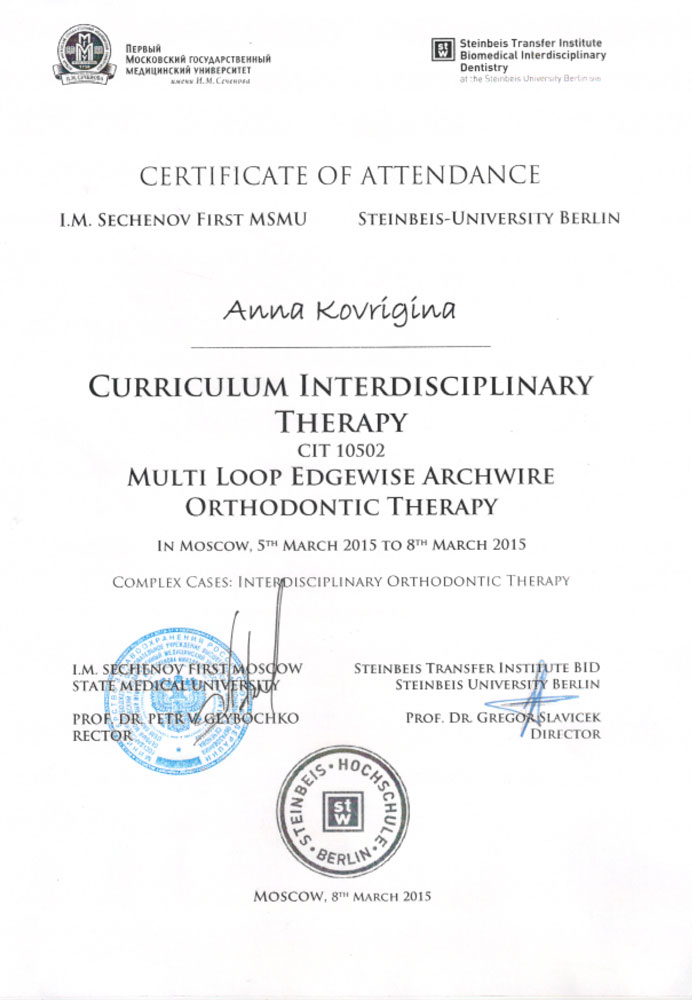 Первый
Московский государственный
медицинский университет
имени И.М. Сеченова
Steinbeis Transfer Institute
Biomedical Interdisciplinary
Dentistry
at the Steinbeis University Berlin
CERTIFICATE OF ATTENDANCE
I.M. SECHENOV FIRST MSMU
STEINBEIS-UNIVERSITY BERLIN
Anna Kovrigina
CURRICULUM INTERDISCIPLINARY
THERAPY
CIT 10502
MULTI LOOP EDGEWISE ARCHWIRE
ORTHODONTIC THERAPY
IN MOSCOW, 5TH MARCH 2015 TO 8TH MARCH 2015
COMPLEX CASES: INTERDISCIPLINARY ORTHODONTIC THERAPY
I.M. SECHENOV FIRST MOSCOW
STATE MEDICAL UNIVERSITY
PROF. DR. PETR V. GLYBOCHKO
RECTOR
STEINBEIS TRANSFER INSTITUTE BID
STEINBEIS UNIVERSITY BERLIN
PROF. DR. GREGOR SLAVICEK
DIRECTOR
STEINBEIS · HOCHSCHULE · BERLIN ·
stw
MOSCOW, 8TH MARCH 2015